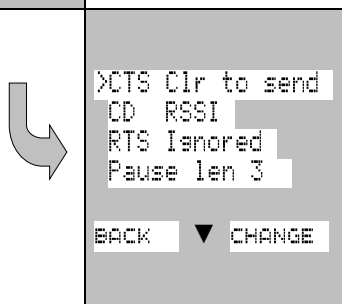 >CTS Clr to send
CD RSSI
RTS Ignored
Pause len 3
BACK ▼ CHANGE